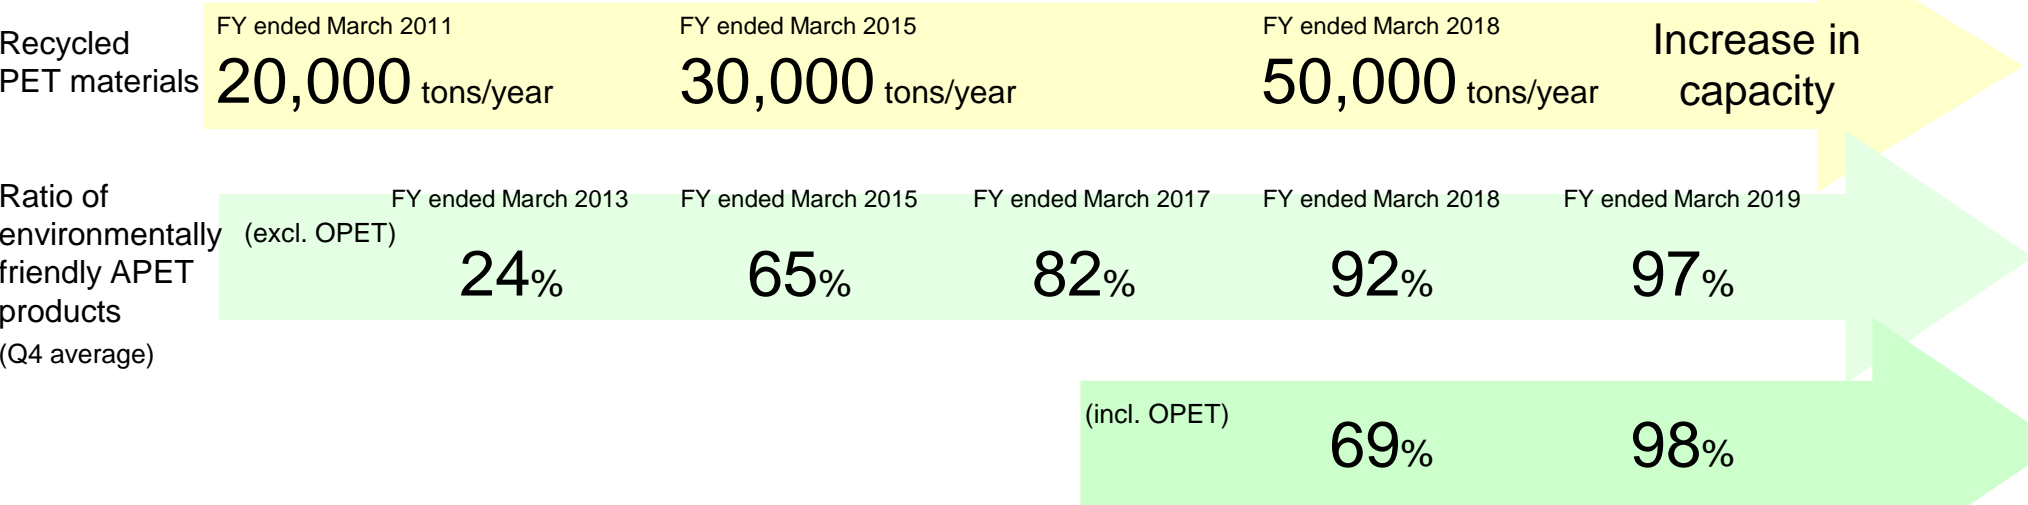 Recycled
PET materials
FY ended March 2011
20,000 tons/year
FY ended March 2015
30,000 tons/year
FY ended March 2018
50,000 tons/year
Increase in
capacity
Ratio of
environmentally
friendly APET
products
(Q4 average)
(excl. OPET)
FY ended March 2013
24%
FY ended March 2015
65%
FY ended March 2017
82%
FY ended March 2018
92%
FY ended March 2019
97%
(incl. OPET)
69%
98%